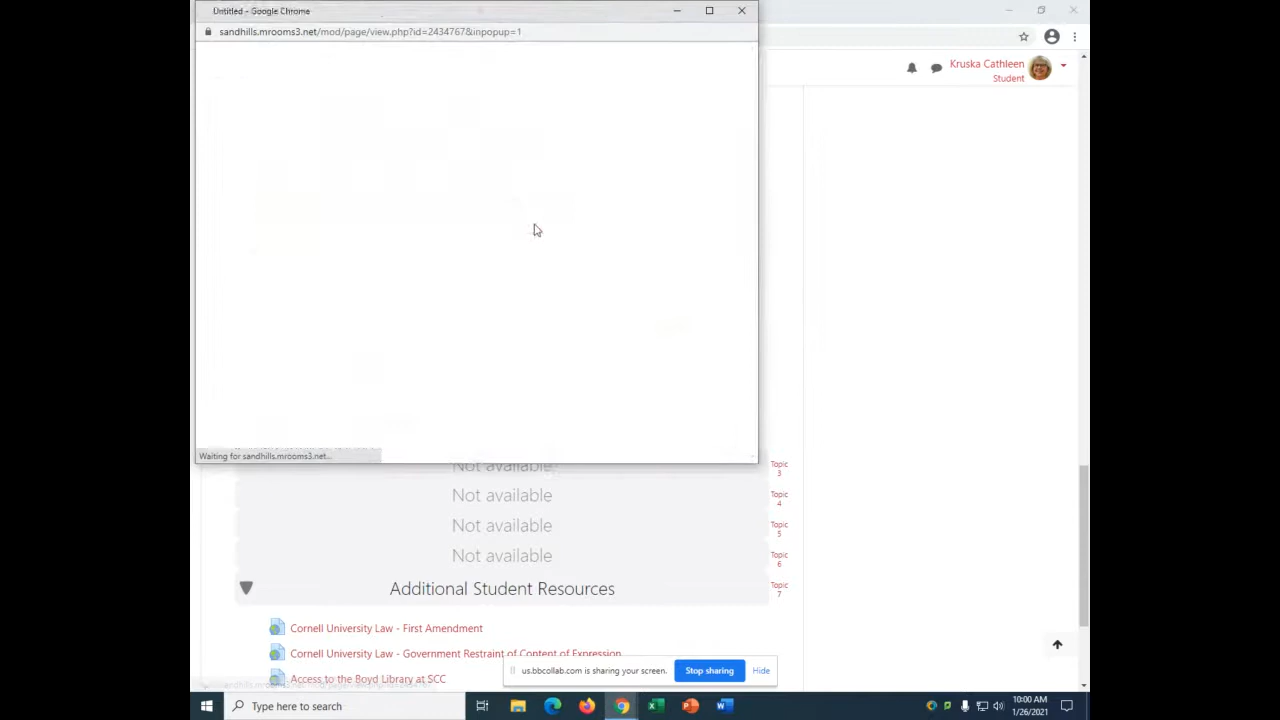 Untitled - Google Chrome
sandhills.mrooms3.net/mod/page/view.php?id=2434767&inpopup=1
Kruska Cathleen
Student
Waiting for sandhills.mrooms3.net...
Not available
Topic
3
Not available
Topic
4
Not available
Topic
5
Not available
Topic
6
Additional Student Resources
Topic
7
Cornell University Law - First Amendment
Cornell University Law - Government Restraint of Content of Expression
Access to the Boyd Library at SCC
us.bbcollab.com is sharing your screen.
Stop sharing
Hide
Type here to search
10:00 AM
1/26/2021